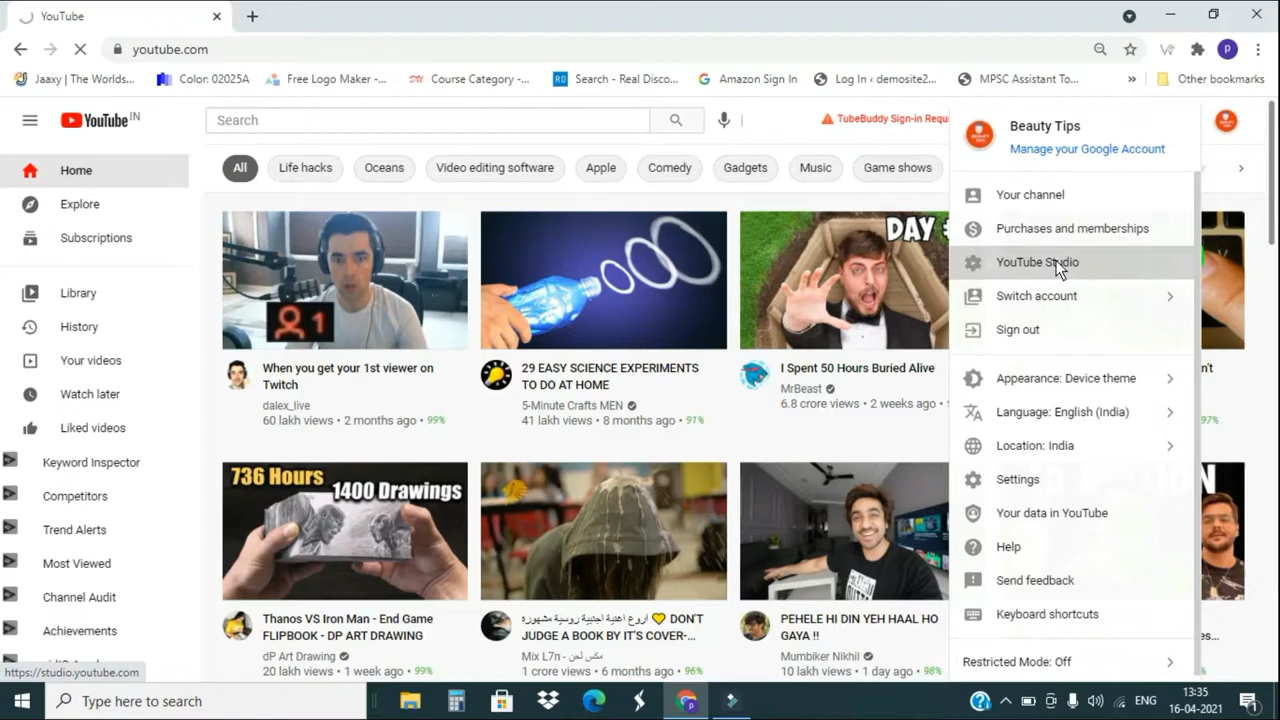 YouTube
youtube.com
Jaaxy | The Worlds...
Color: 02025A
Free Logo Maker -...
Course Category -...
RD
Search - Real Disco...
Amazon Sign In
Log In ‹ demosite2...
MPSC Assistant To...
»
Other bookmarks
P
YouTube IN
Search
TubeBuddy Sign-in Requi
Beauty Tips
Manage your Google Account
Home
Explore
Subscriptions
Library
History
Your videos
Watch later
Liked videos
Keyword Inspector
Competitors
Trend Alerts
Most Viewed
Channel Audit
Achievements
All
Life hacks
Oceans
Video editing software
Apple
Comedy
Gadgets
Music
Game shows
1
DAY
When you get your 1st viewer on
Twitch
dalex_live
60 lakh views • 2 months ago • 99%
29 EASY SCIENCE EXPERIMENTS
TO DO AT HOME
5-Minute Crafts MEN
41 lakh views • 8 months ago • 91%
I Spent 50 Hours Buried Alive
MrBeast
6.8 crore views • 2 weeks ago •
n't
97%
736 Hours
1400 Drawings
Thanos VS Iron Man - End Game
FLIPBOOK - DP ART DRAWING
dP Art Drawing
20 lakh views • 1 week ago • 99%
اروع اغنية أجنبية روسية مشهوره 💛 DON'T
JUDGE A BOOK BY IT'S COVER-...
Mix L7n - مكس لحن
1 crore views • 6 months ago • 96%
PEHELE HI DIN YEH HAAL HO
GAYA !!
Mumbiker Nikhil
10 lakh views • 1 day ago • 98%
N
s...
Your channel
Purchases and memberships
YouTube Studio
Switch account
Sign out
Appearance: Device theme
Language: English (India)
Location: India
Settings
Your data in YouTube
Help
Send feedback
Keyboard shortcuts
Restricted Mode: Off
https://studio.youtube.com
Type here to search
ENG
13:35
16-04-2021
1